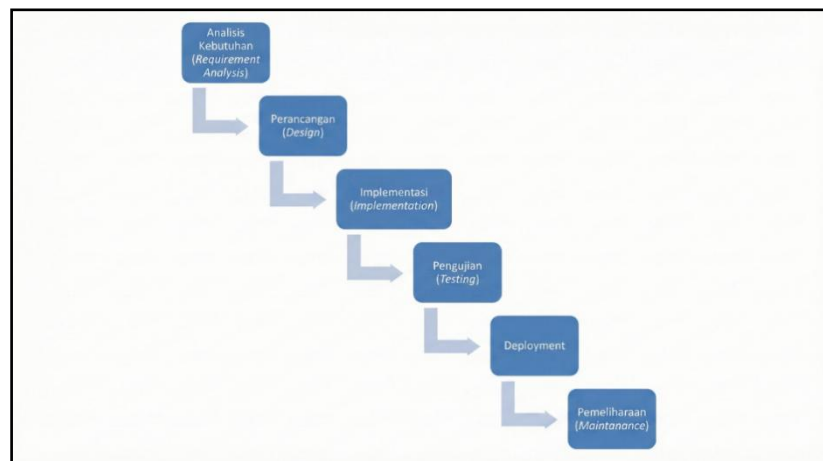 Analisis
Kebutuhan
(Requirement
Analysis)
Perancangan
(Design)
Implementasi
(Implementation)
Pengujian
(Testing)
Deployment
Pemeliharaan
(Maintanance)